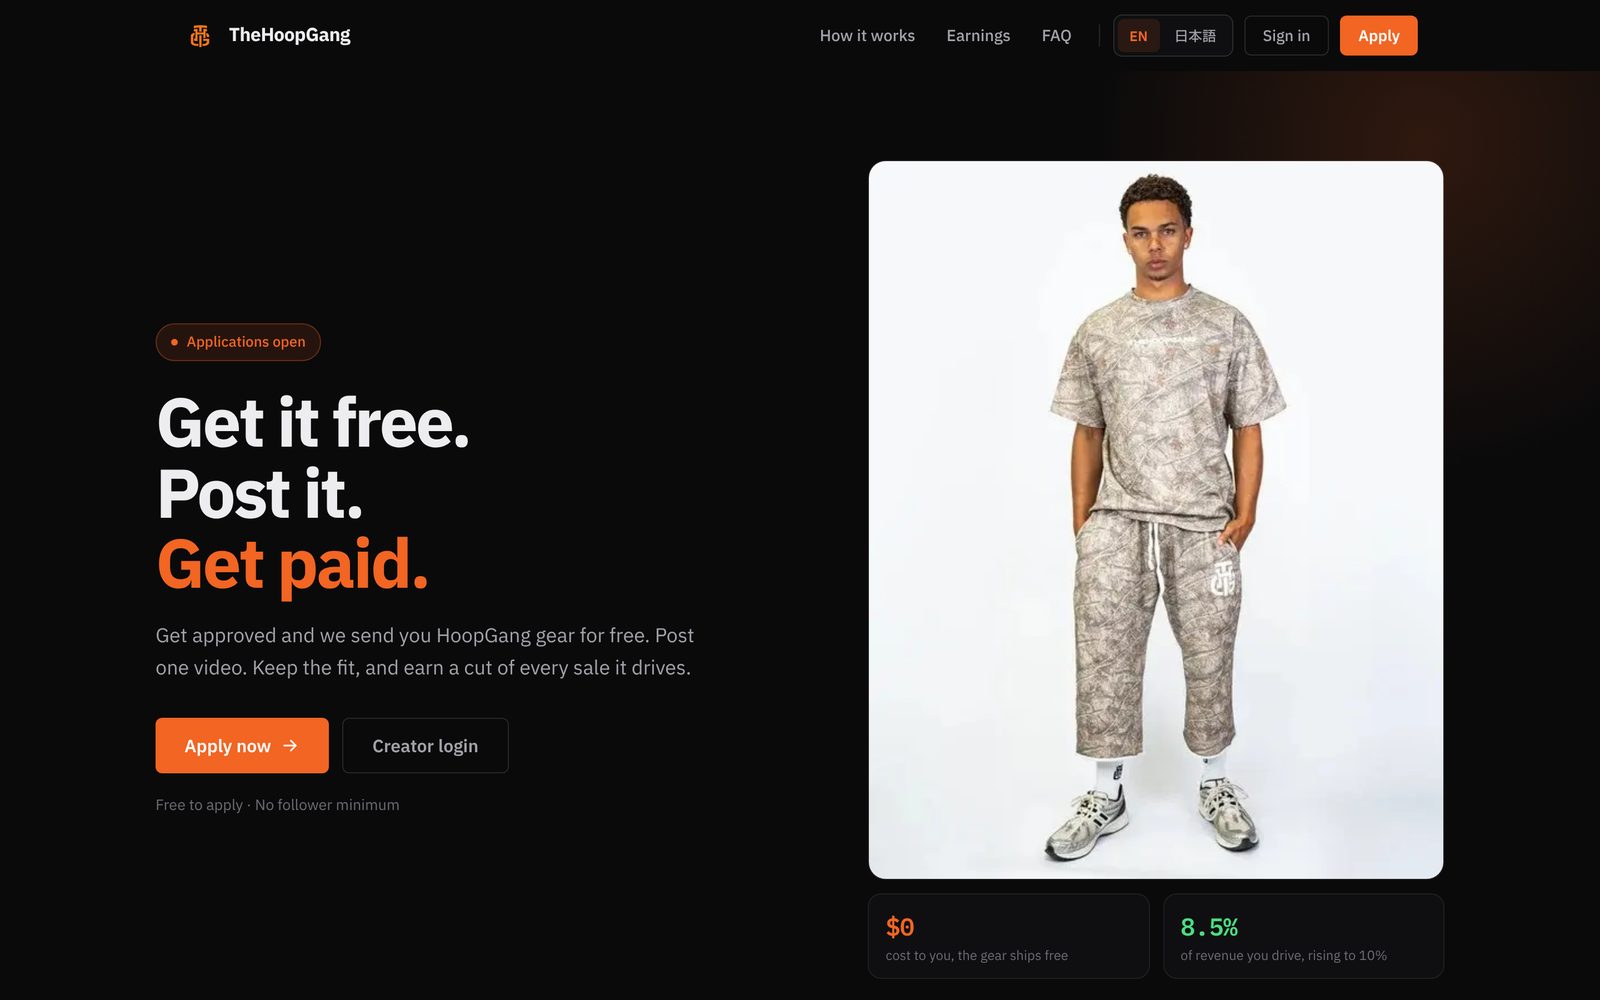 TheHoopGang
How it works
Earnings
FAQ
EN
日本語
Sign in
Apply
Applications open
Get it free.
Post it.
Get paid.
Get approved and we send you HoopGang gear for free. Post
one video. Keep the fit, and earn a cut of every sale it drives.
Apply now →
Creator login
Free to apply · No follower minimum
$0
cost to you, the gear ships free
8.5%
of revenue you drive, rising to 10%